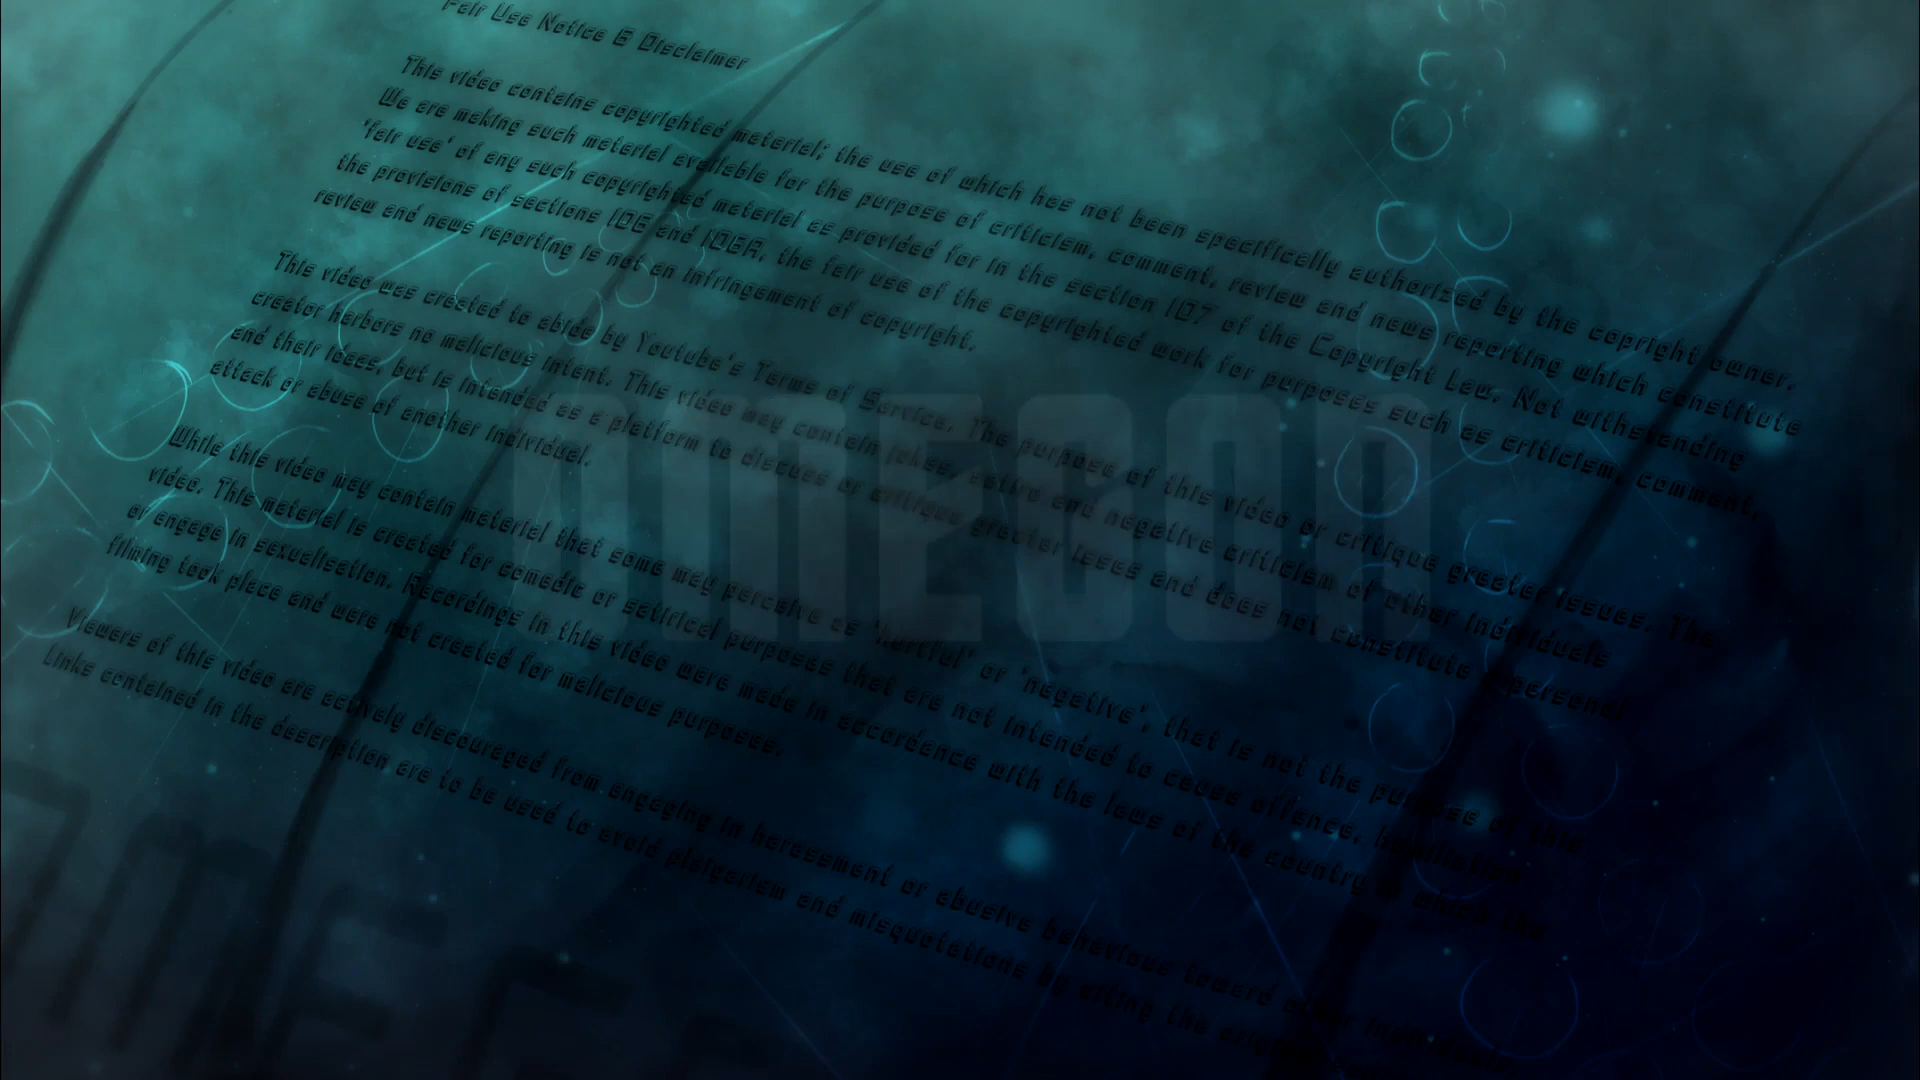 Fair Use Notice & Disclaimer
This video contains copyrighted material; the use of which has not been specifically authorized by the copright owner.
We are making such material available for the purpose of criticism, comment, review and news reporting which constitute
'fair use' of any such copyrighted material as provided for in the section 107 of the Copyright Law. Not withstanding
the provisions of sections 106 and 106A, the fair use of the copyrighted work for purposes such as criticism, comment,
review and news reporting is not an infringement of copyright.
This video was created to abide by Youtube's Terms of Service. The purpose of this video or critique greater issues. The
creator harbors no malicious intent. This video may contain jokes, satire and negative criticism of other individuals
and their ideas, but is intended as a platform to discuss or critique greater isses and does not constitute a personal
attack or abuse of another individual.
While this video may contain material that some may perceive as 'hurtful' or 'negative', that is not the purpose of this
video. This material is created for comedic or satirical purposes that are not intended to cause offence, humiliation
or engage in sexualisation. Recordings in this video were made in accordance with the laws of the country in which the
filming took place and were not created for malicious purposes.
Viewers of this video are actively discouraged from engaging in harassment or abusive behaviour toward other individuals
Links contained in the description are to be used to avoid plaigarism and misquotations by citing the
OMEGON